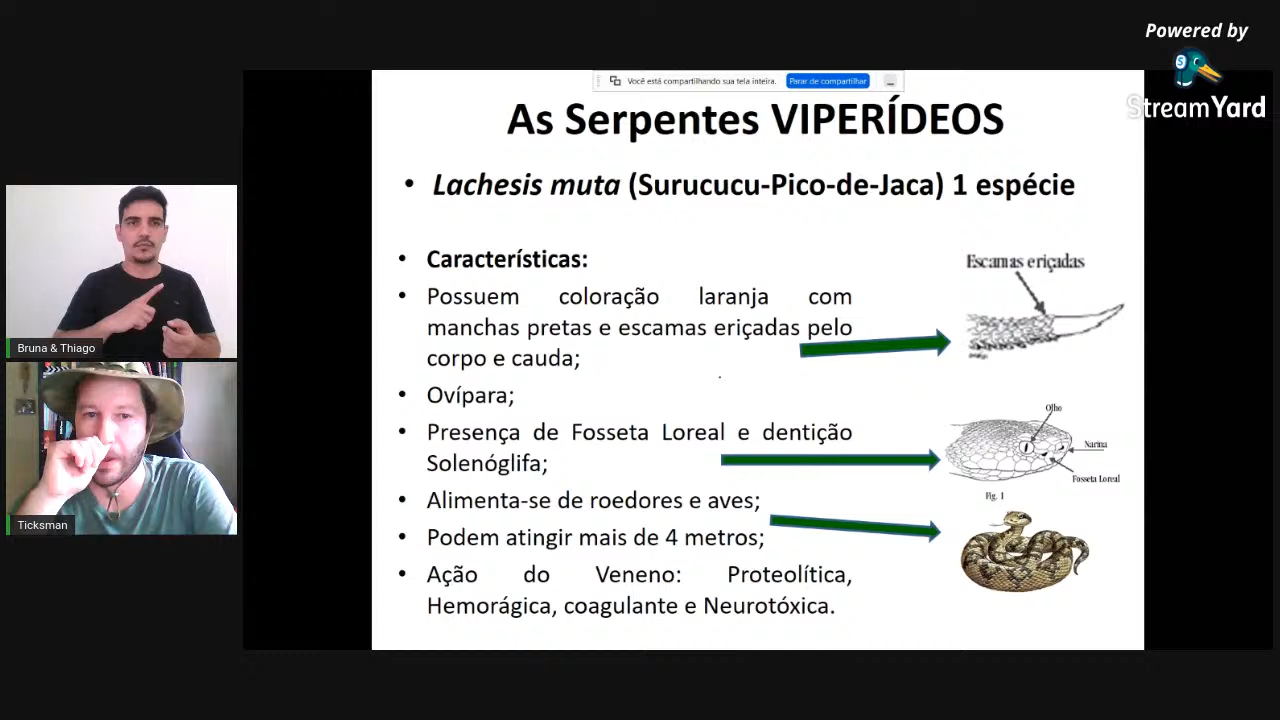 Powered by
StreamYard
Você está compartilhando sua tela inteira.
Parar de compartilhar
As Serpentes VIPERÍDEOS
• Lachesis muta (Surucucu-Pico-de-Jaca) 1 espécie
• Características:
• Possuem coloração laranja com
manchas pretas e escamas eriçadas pelo
corpo e cauda;
• Ovípara;
• Presença de Fosseta Loreal e dentição
Solenóglifa;
• Alimenta-se de roedores e aves;
• Podem atingir mais de 4 metros;
• Ação do Veneno: Proteolítica,
Hemorágica, coagulante e Neurotóxica.
Escamas eriçadas
Olho
Narina
Fosseta Loreal
Fig. 1
Bruna & Thiago
Ticksman